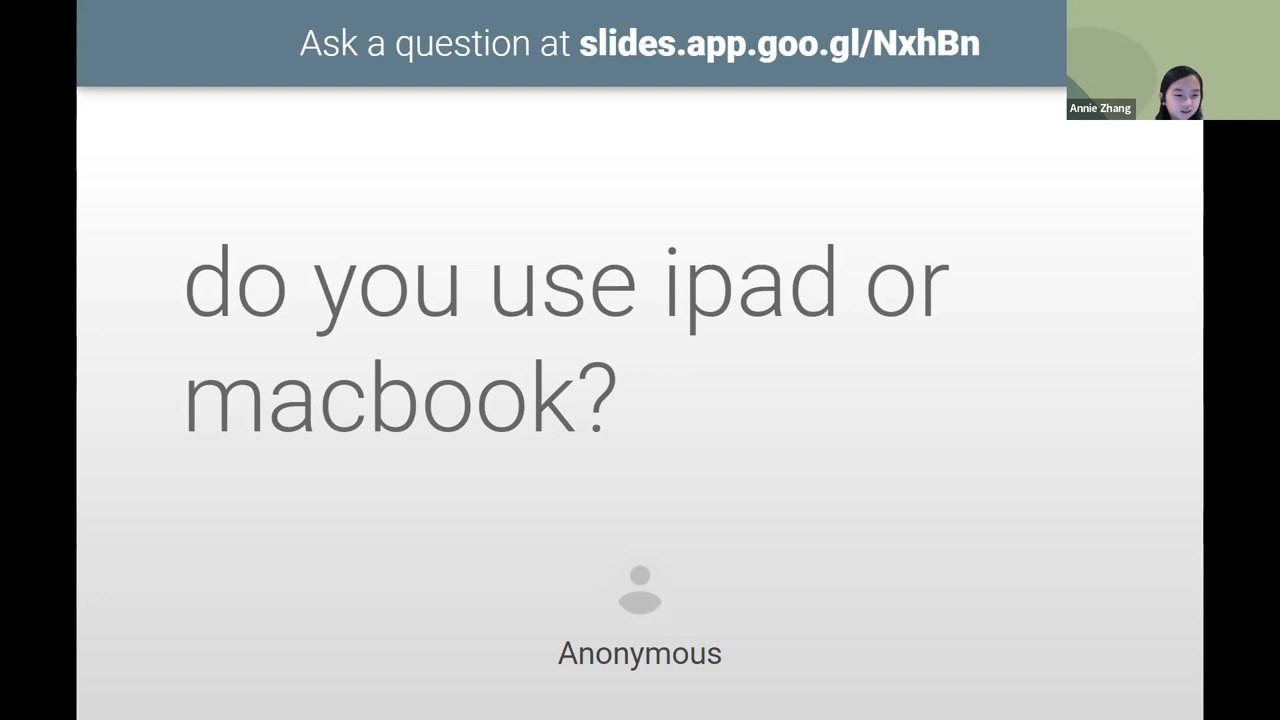 Ask a question at slides.app.goo.gl/NxhBn
Annie Zhang
do you use ipad or
macbook?
Anonymous